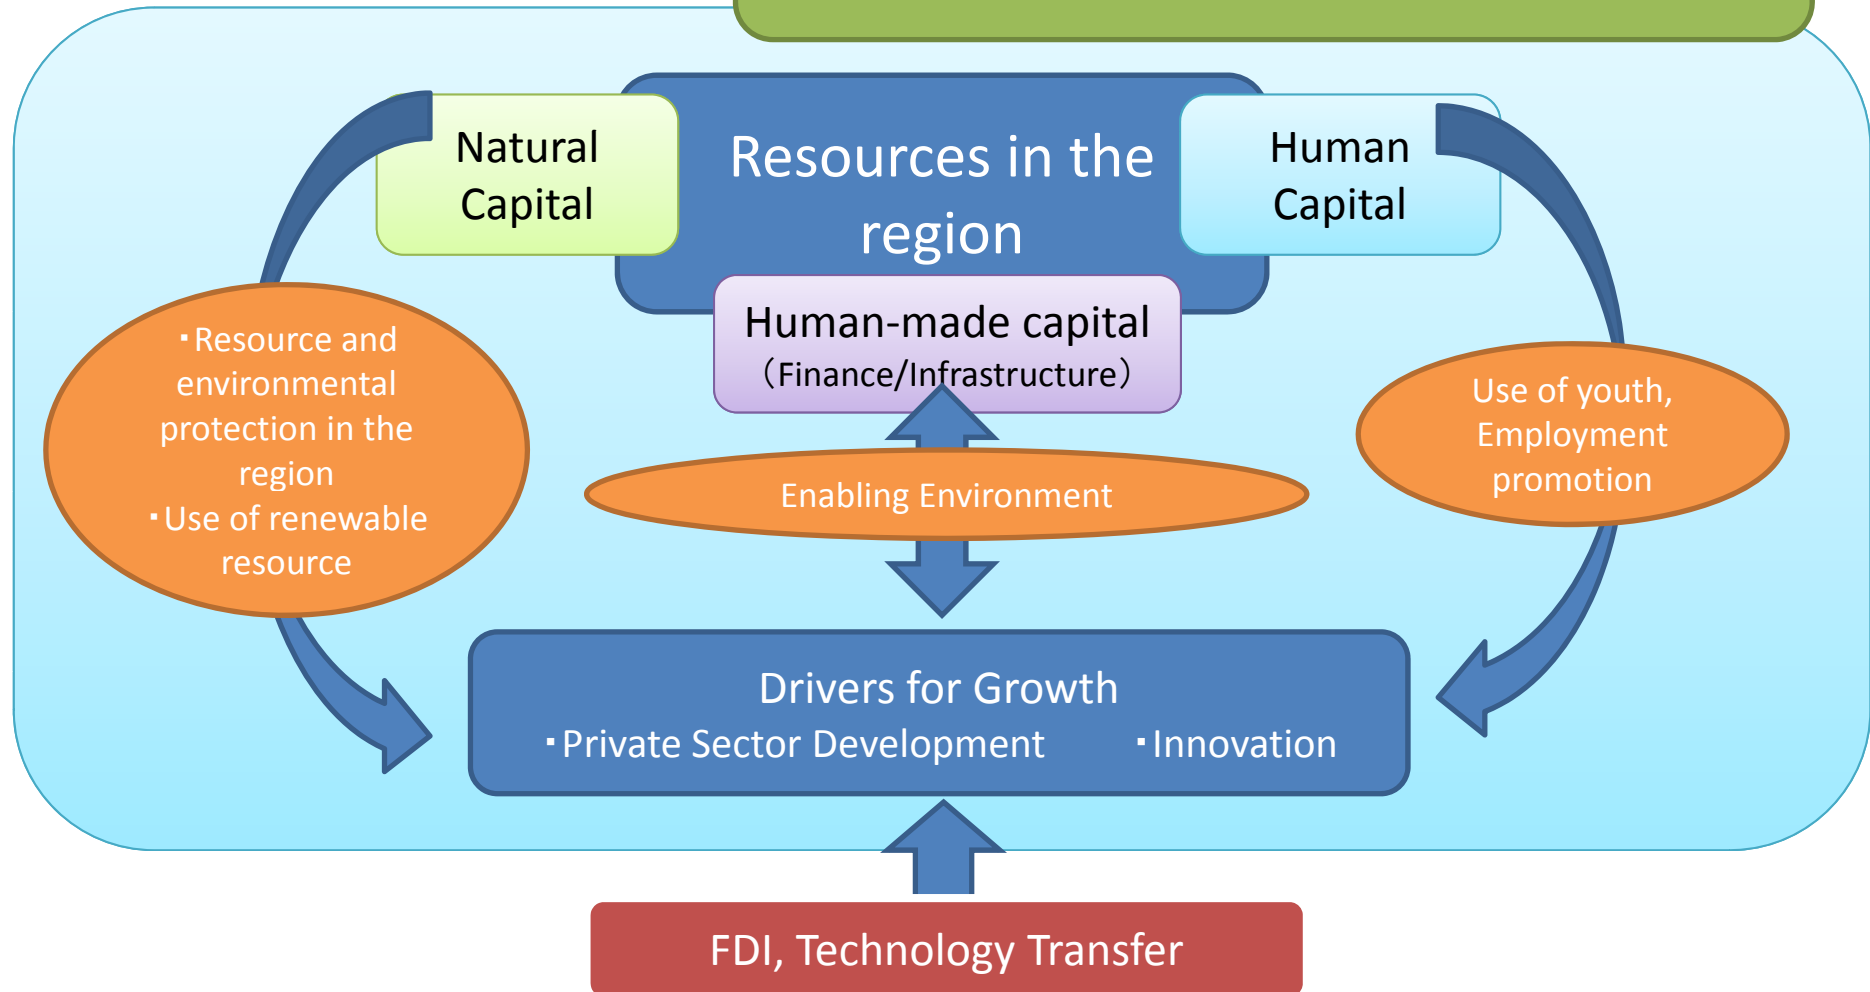 Natural
Capital
Resources in the
region
Human
Capital
Human-made capital
（Finance/Infrastructure）
・Resource and
environmental
protection in the
region
・Use of renewable
resource
Enabling Environment
Use of youth,
Employment
promotion
Drivers for Growth
・Private Sector Development ・Innovation
FDI, Technology Transfer